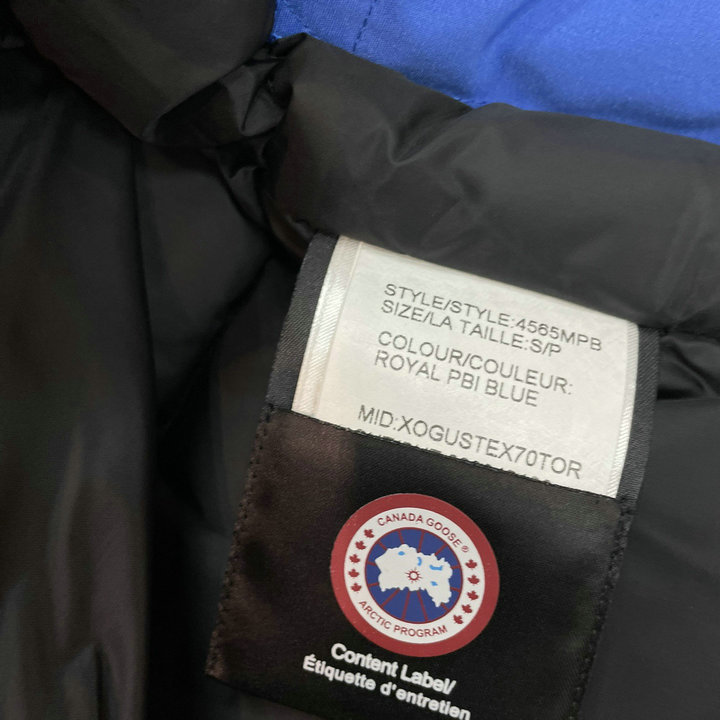 STYLE/STYLE:4565MPB
SIZE/LA TAILLE:S/P
COLOUR/COULEUR:
ROYAL PBI BLUE
MID:XOGUSTEX70TOR
CANADA GOOSE®
ARCTIC PROGRAM
Content Label/
Étiquette d'entretien